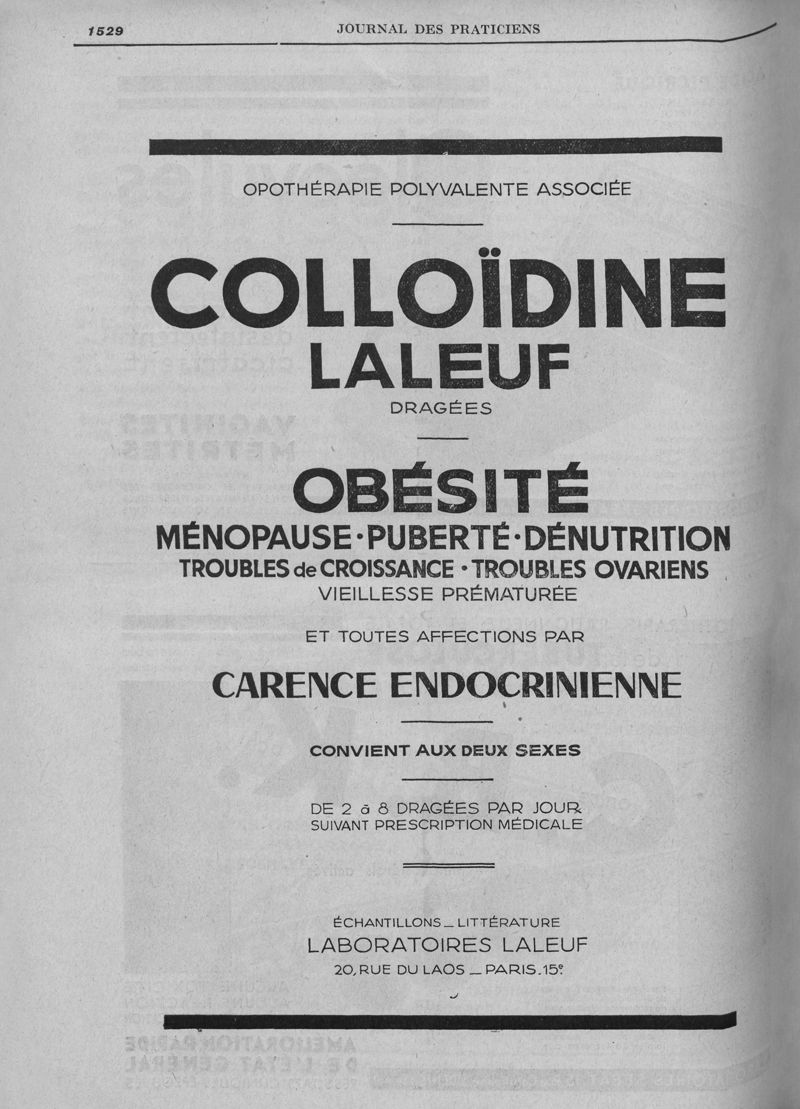 1529
JOURNAL DES PRATICIENS
OPOTHÉRAPIE POLYVALENTE ASSOCIÉE
COLLOÏDINE
LALEUF
DRAGÉES
OBÉSITÉ
MÉNOPAUSE • PUBERTÉ • DÉNUTRITION
TROUBLES de CROISSANCE • TROUBLES OVARIENS
VIEILLESSE PRÉMATURÉE
ET TOUTES AFFECTIONS PAR
CARENCE ENDOCRINIENNE
CONVIENT AUX DEUX SEXES
DE 2 à 8 DRAGÉES PAR JOUR
SUIVANT PRESCRIPTION MÉDICALE
ÉCHANTILLONS _ LITTÉRATURE
LABORATOIRES LALEUF
20, RUE DU LAOS _ PARIS.15ᵉ